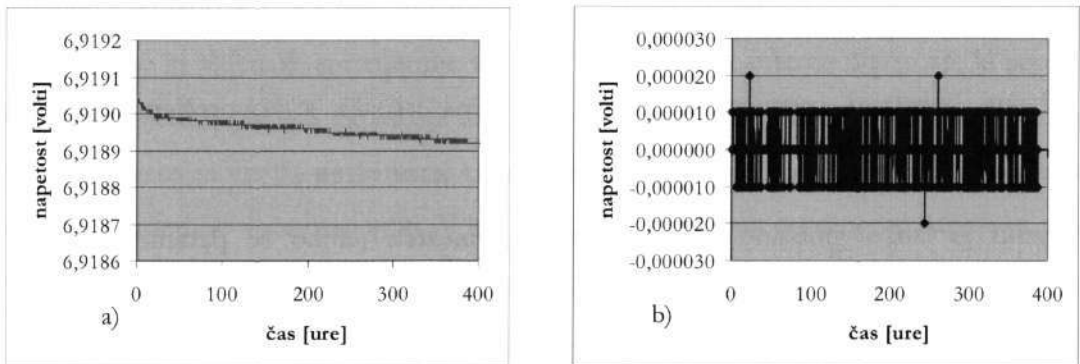 napetost [volti]
6,9192
6,9191
6,9190
6,9189
6,9188
6,9187
6,9186
0 100 200 300 400
čas [ure]
a)
napetost [volti]
0,000030
0,000020
0,000010
0,000000
-0,000010
-0,000020
-0,000030
0 100 200 300 400
čas [ure]
b)